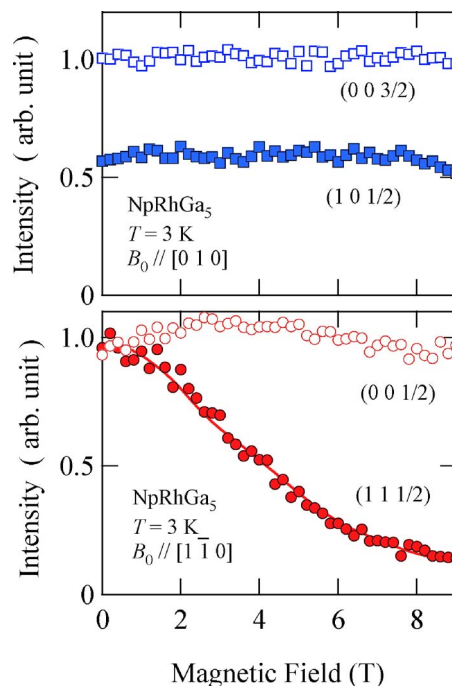 Intensity ( arb. unit )
1.0
0.5
0
(0 0 3/2)
(1 0 1/2)
NpRhGa₅
T = 3 K
B₀ // [0 1 0]
Intensity ( arb. unit )
1.0
0.5
0
(0 0 1/2)
(1 1 1/2)
NpRhGa₅
T = 3 K
B₀ // [1 1̅ 0]
0 2 4 6 8
Magnetic Field (T)